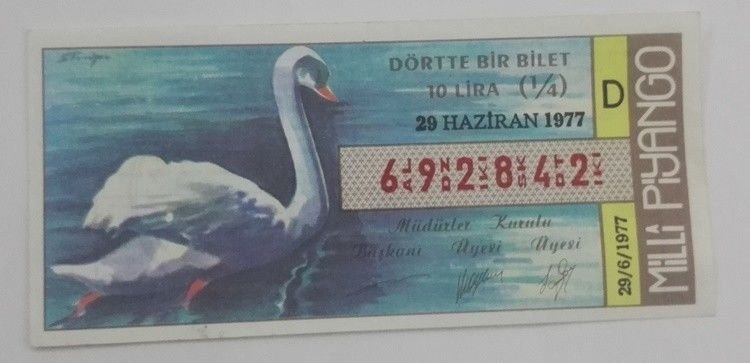 DÖRTTE BİR BİLET
10 LİRA (¼)
29 HAZİRAN 1977
6 9 2 8 4 2
Müdürler Kurulu
Başkanı Üyesi Üyesi
D
29/6/1977
MİLLİ PİYANGO